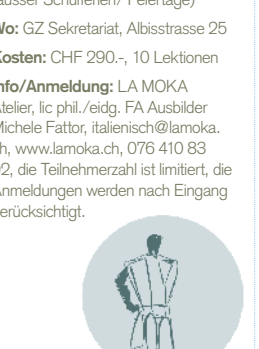 ausser Schulferien/ Feiertage)
Wo: GZ Sekretariat, Albisstrasse 25
Kosten: CHF 290.-, 10 Lektionen
Info/Anmeldung: LA MOKA
Atelier, lic phil./eidg. FA Ausbilder
Michele Fattor, italienisch@lamoka.
ch, www.lamoka.ch, 076 410 83
92, die Teilnehmerzahl ist limitiert, die
Anmeldungen werden nach Eingang
berücksichtigt.